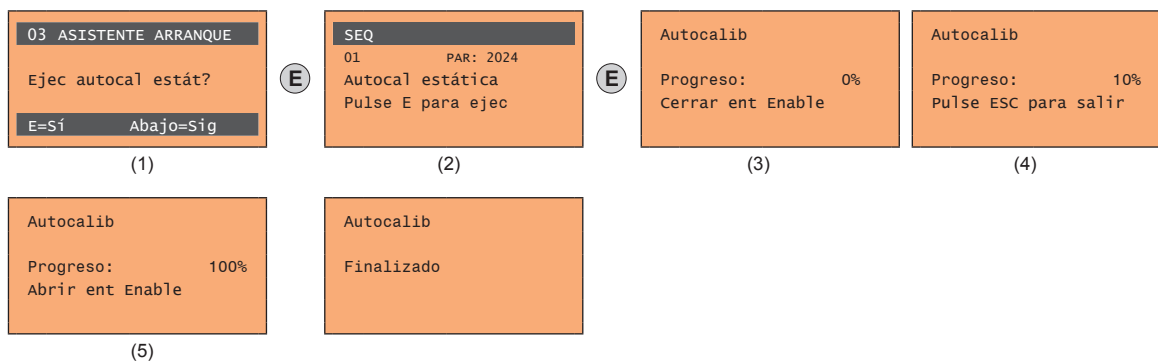 03 ASISTENTE ARRANQUE
Ejec autocal estát?
E=Sí Abajo=Sig
(1)
E
SEQ
01 PAR: 2024
Autocal estática
Pulse E para ejec
(2)
E
Autocalib
Progreso: 0%
Cerrar ent Enable
(3)
Autocalib
Progreso: 10%
Pulse ESC para salir
(4)
Autocalib
Progreso: 100%
Abrir ent Enable
(5)
Autocalib
Finalizado